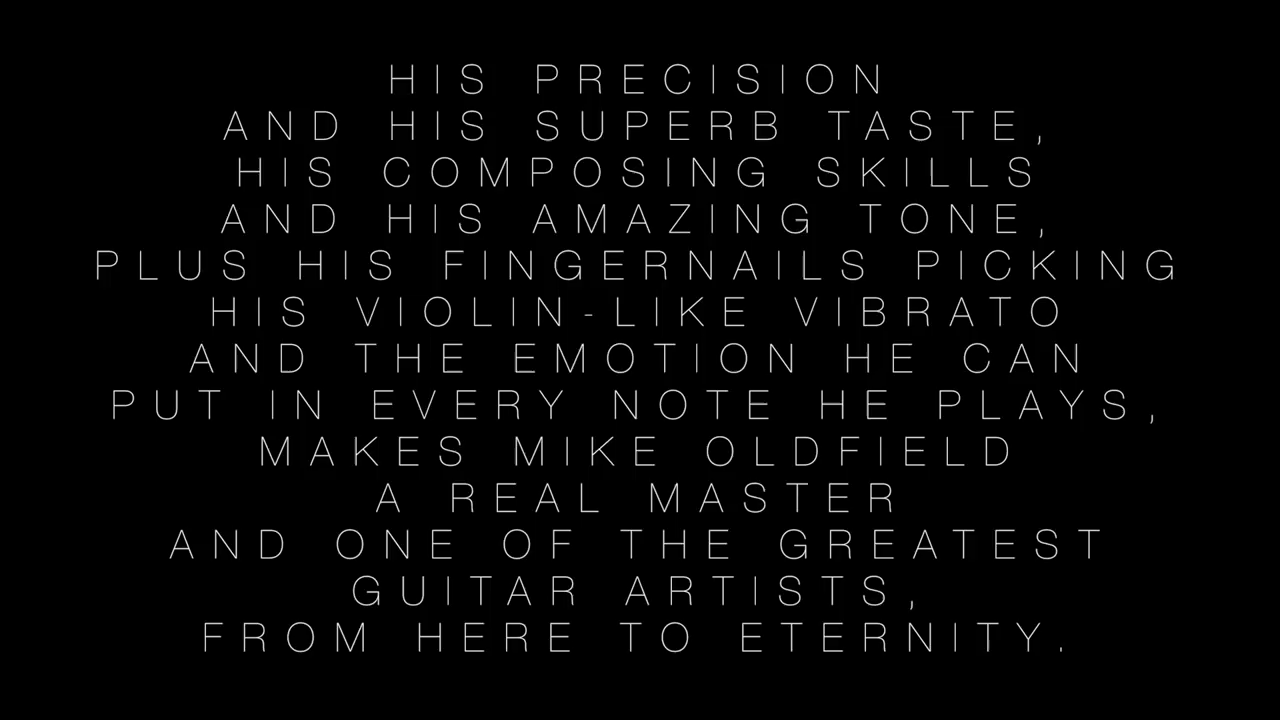 HIS PRECISION
AND HIS SUPERB TASTE,
HIS COMPOSING SKILLS
AND HIS AMAZING TONE,
PLUS HIS FINGERNAILS PICKING
HIS VIOLIN-LIKE VIBRATO
AND THE EMOTION HE CAN
PUT IN EVERY NOTE HE PLAYS,
MAKES MIKE OLDFIELD
A REAL MASTER
AND ONE OF THE GREATEST
GUITAR ARTISTS,
FROM HERE TO ETERNITY.